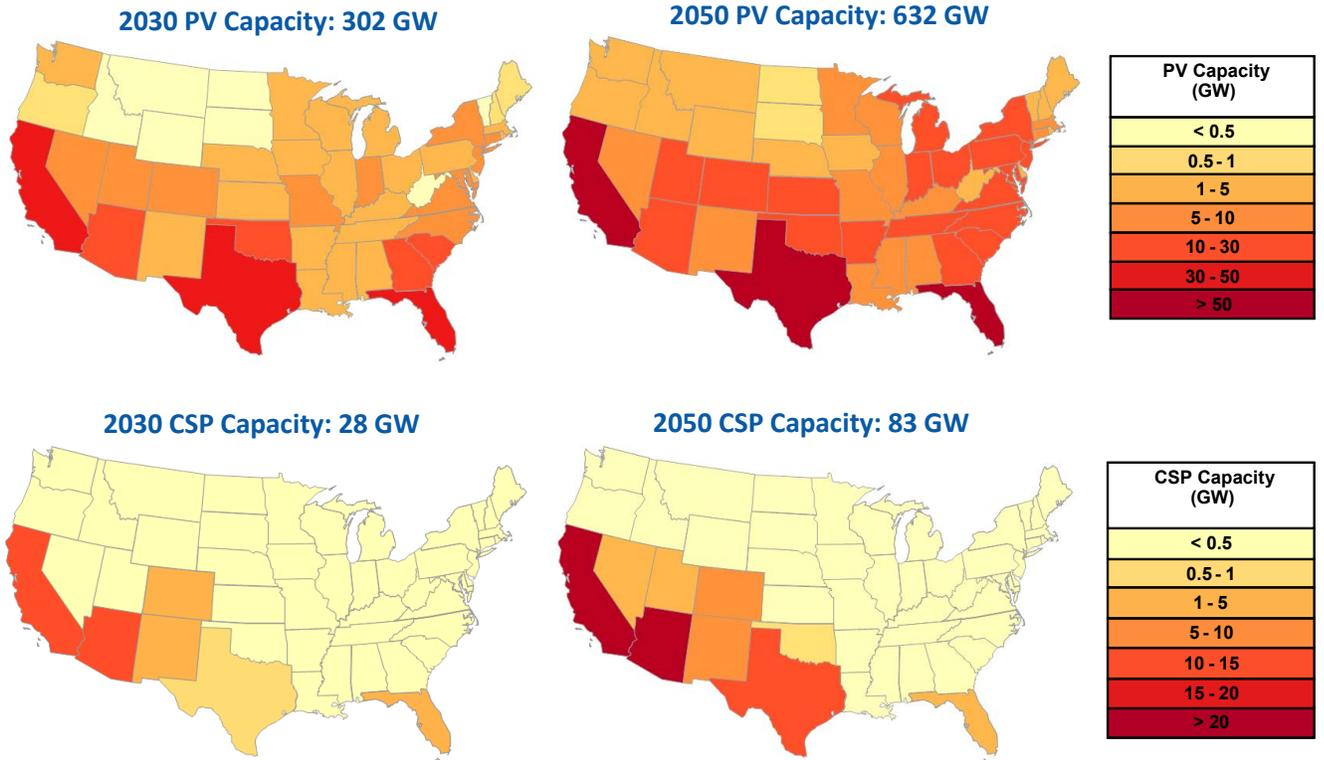 2030 PV Capacity: 302 GW
2050 PV Capacity: 632 GW
PV Capacity
(GW)
< 0.5
0.5 - 1
1 - 5
5 - 10
10 - 30
30 - 50
> 50
2030 CSP Capacity: 28 GW
2050 CSP Capacity: 83 GW
CSP Capacity
(GW)
< 0.5
0.5 - 1
1 - 5
5 - 10
10 - 15
15 - 20
> 20